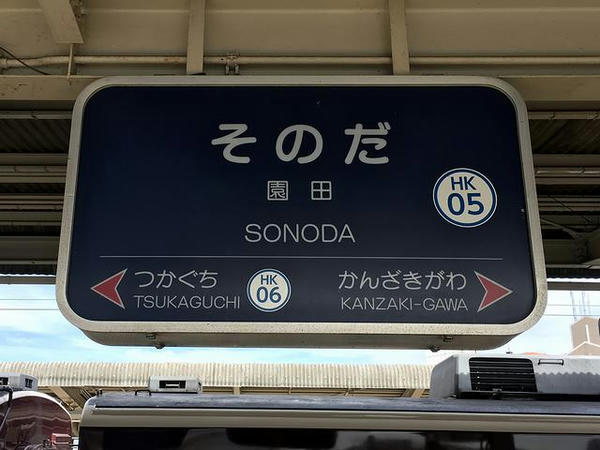 そのだ
園田
HK
05
SONODA
つかぐち
TSUKAGUCHI
HK
06
かんざきがわ
KANZAKI-GAWA